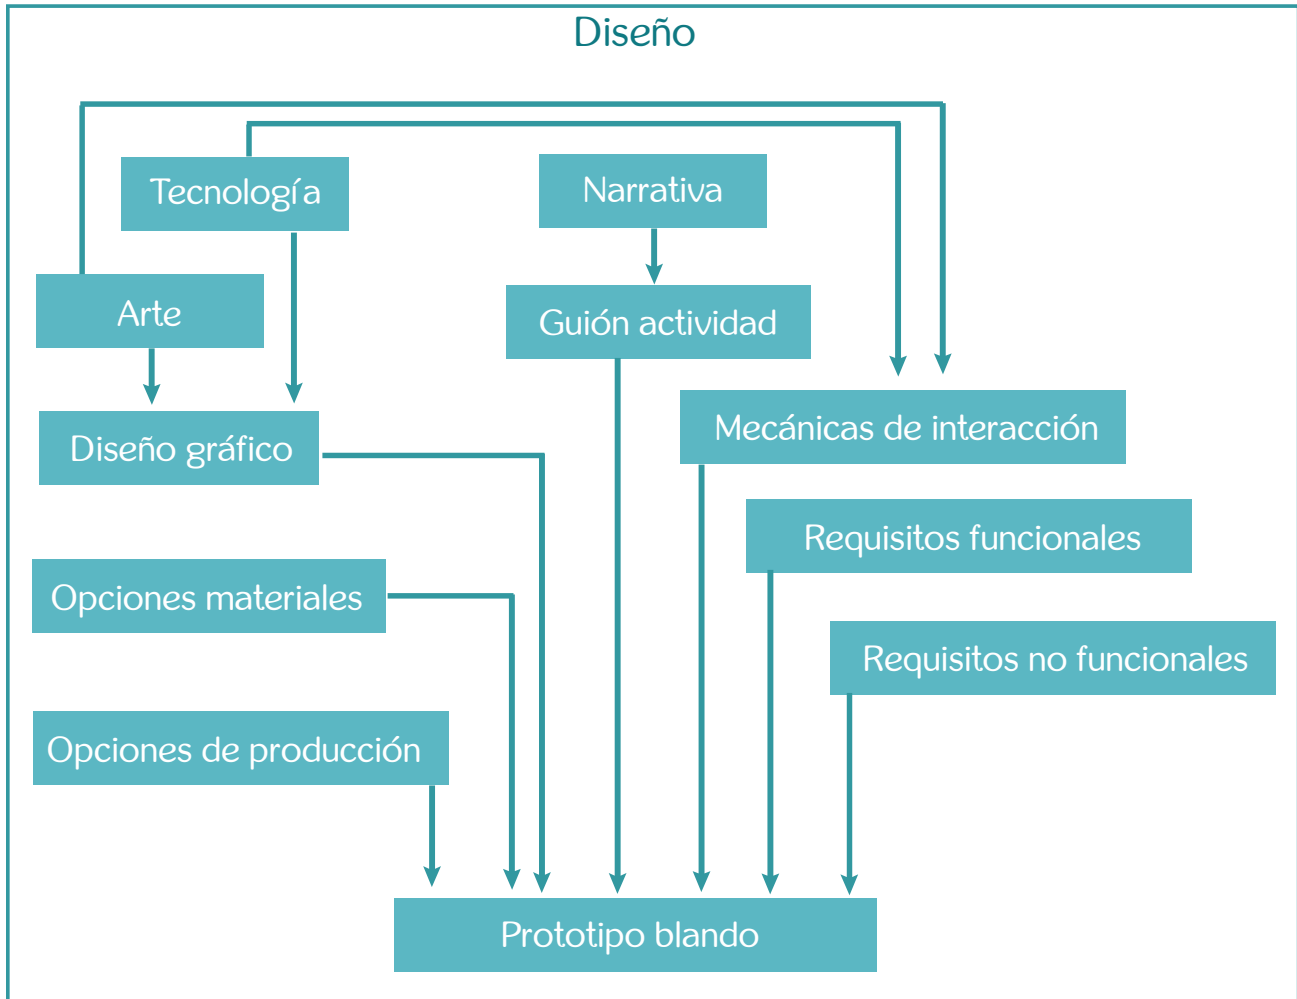 Diseño
Tecnología
Narrativa
Arte
Guión actividad
Mecánicas de interacción
Diseño gráfico
Requisitos funcionales
Opciones materiales
Requisitos no funcionales
Opciones de producción
Prototipo blando